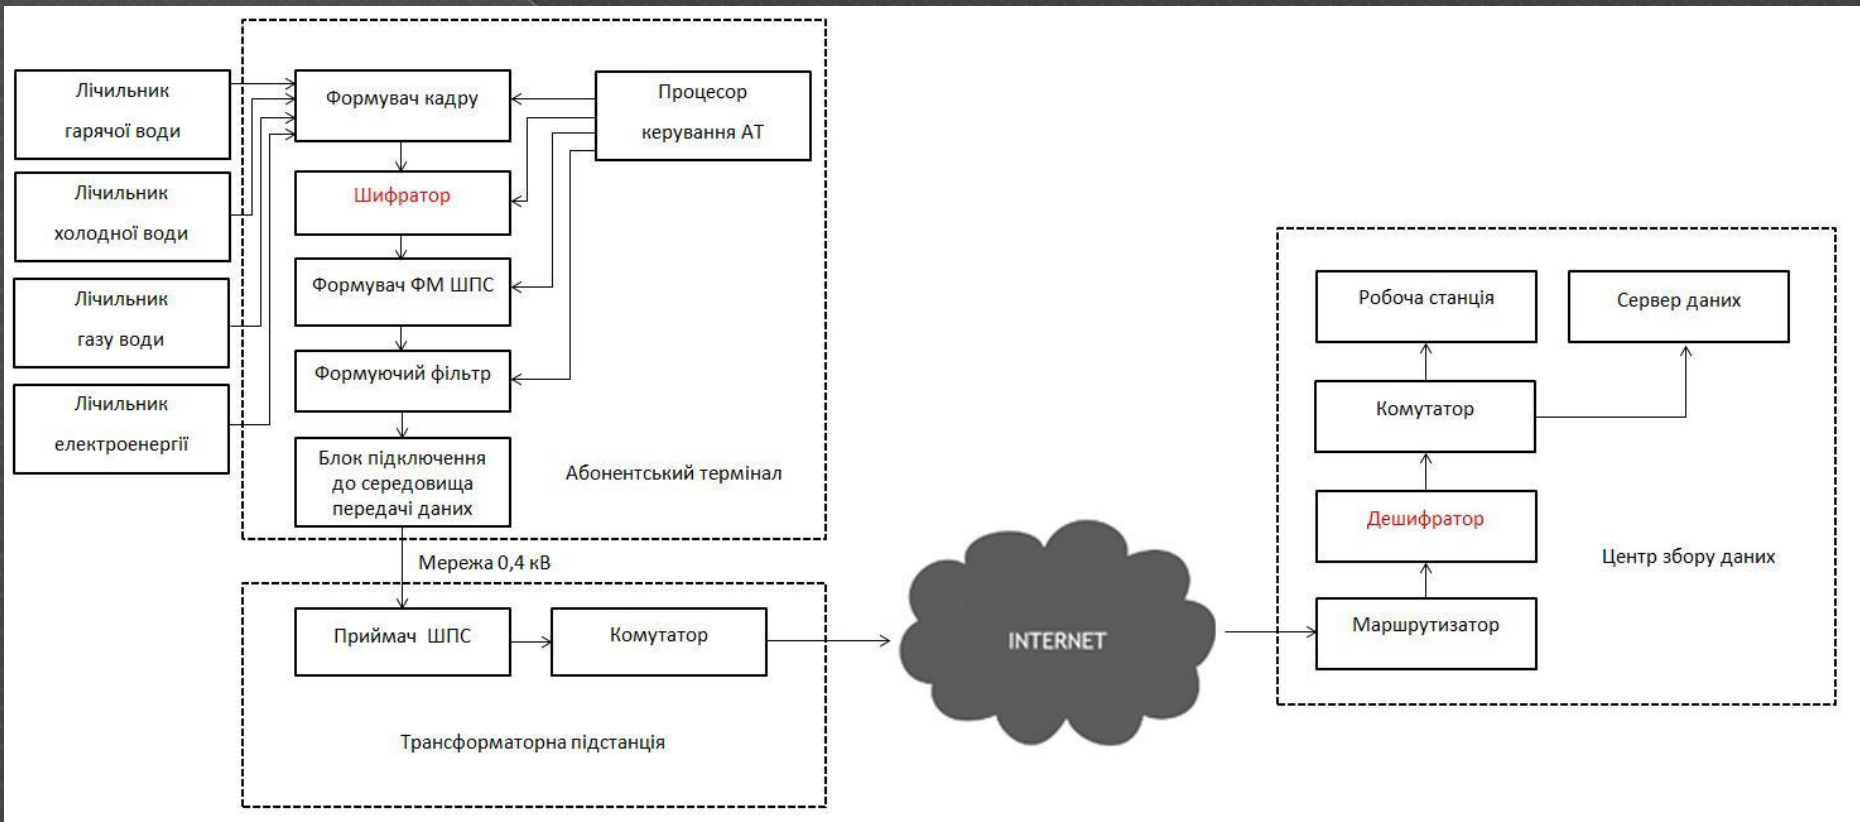 Лічильник
гарячої води
Лічильник
холодної води
Лічильник
газу води
Лічильник
електроенергії
Формувач кадру
Шифратор
Формувач ФМ ШПС
Формуючий фільтр
Блок підключення
до середовища
передачі даних
Процесор
керування АТ
Абонентський термінал
Мережа 0,4 кВ
Приймач ШПС
Комутатор
Трансформаторна підстанція
INTERNET
Робоча станція
Сервер даних
Комутатор
Дешифратор
Маршрутизатор
Центр збору даних